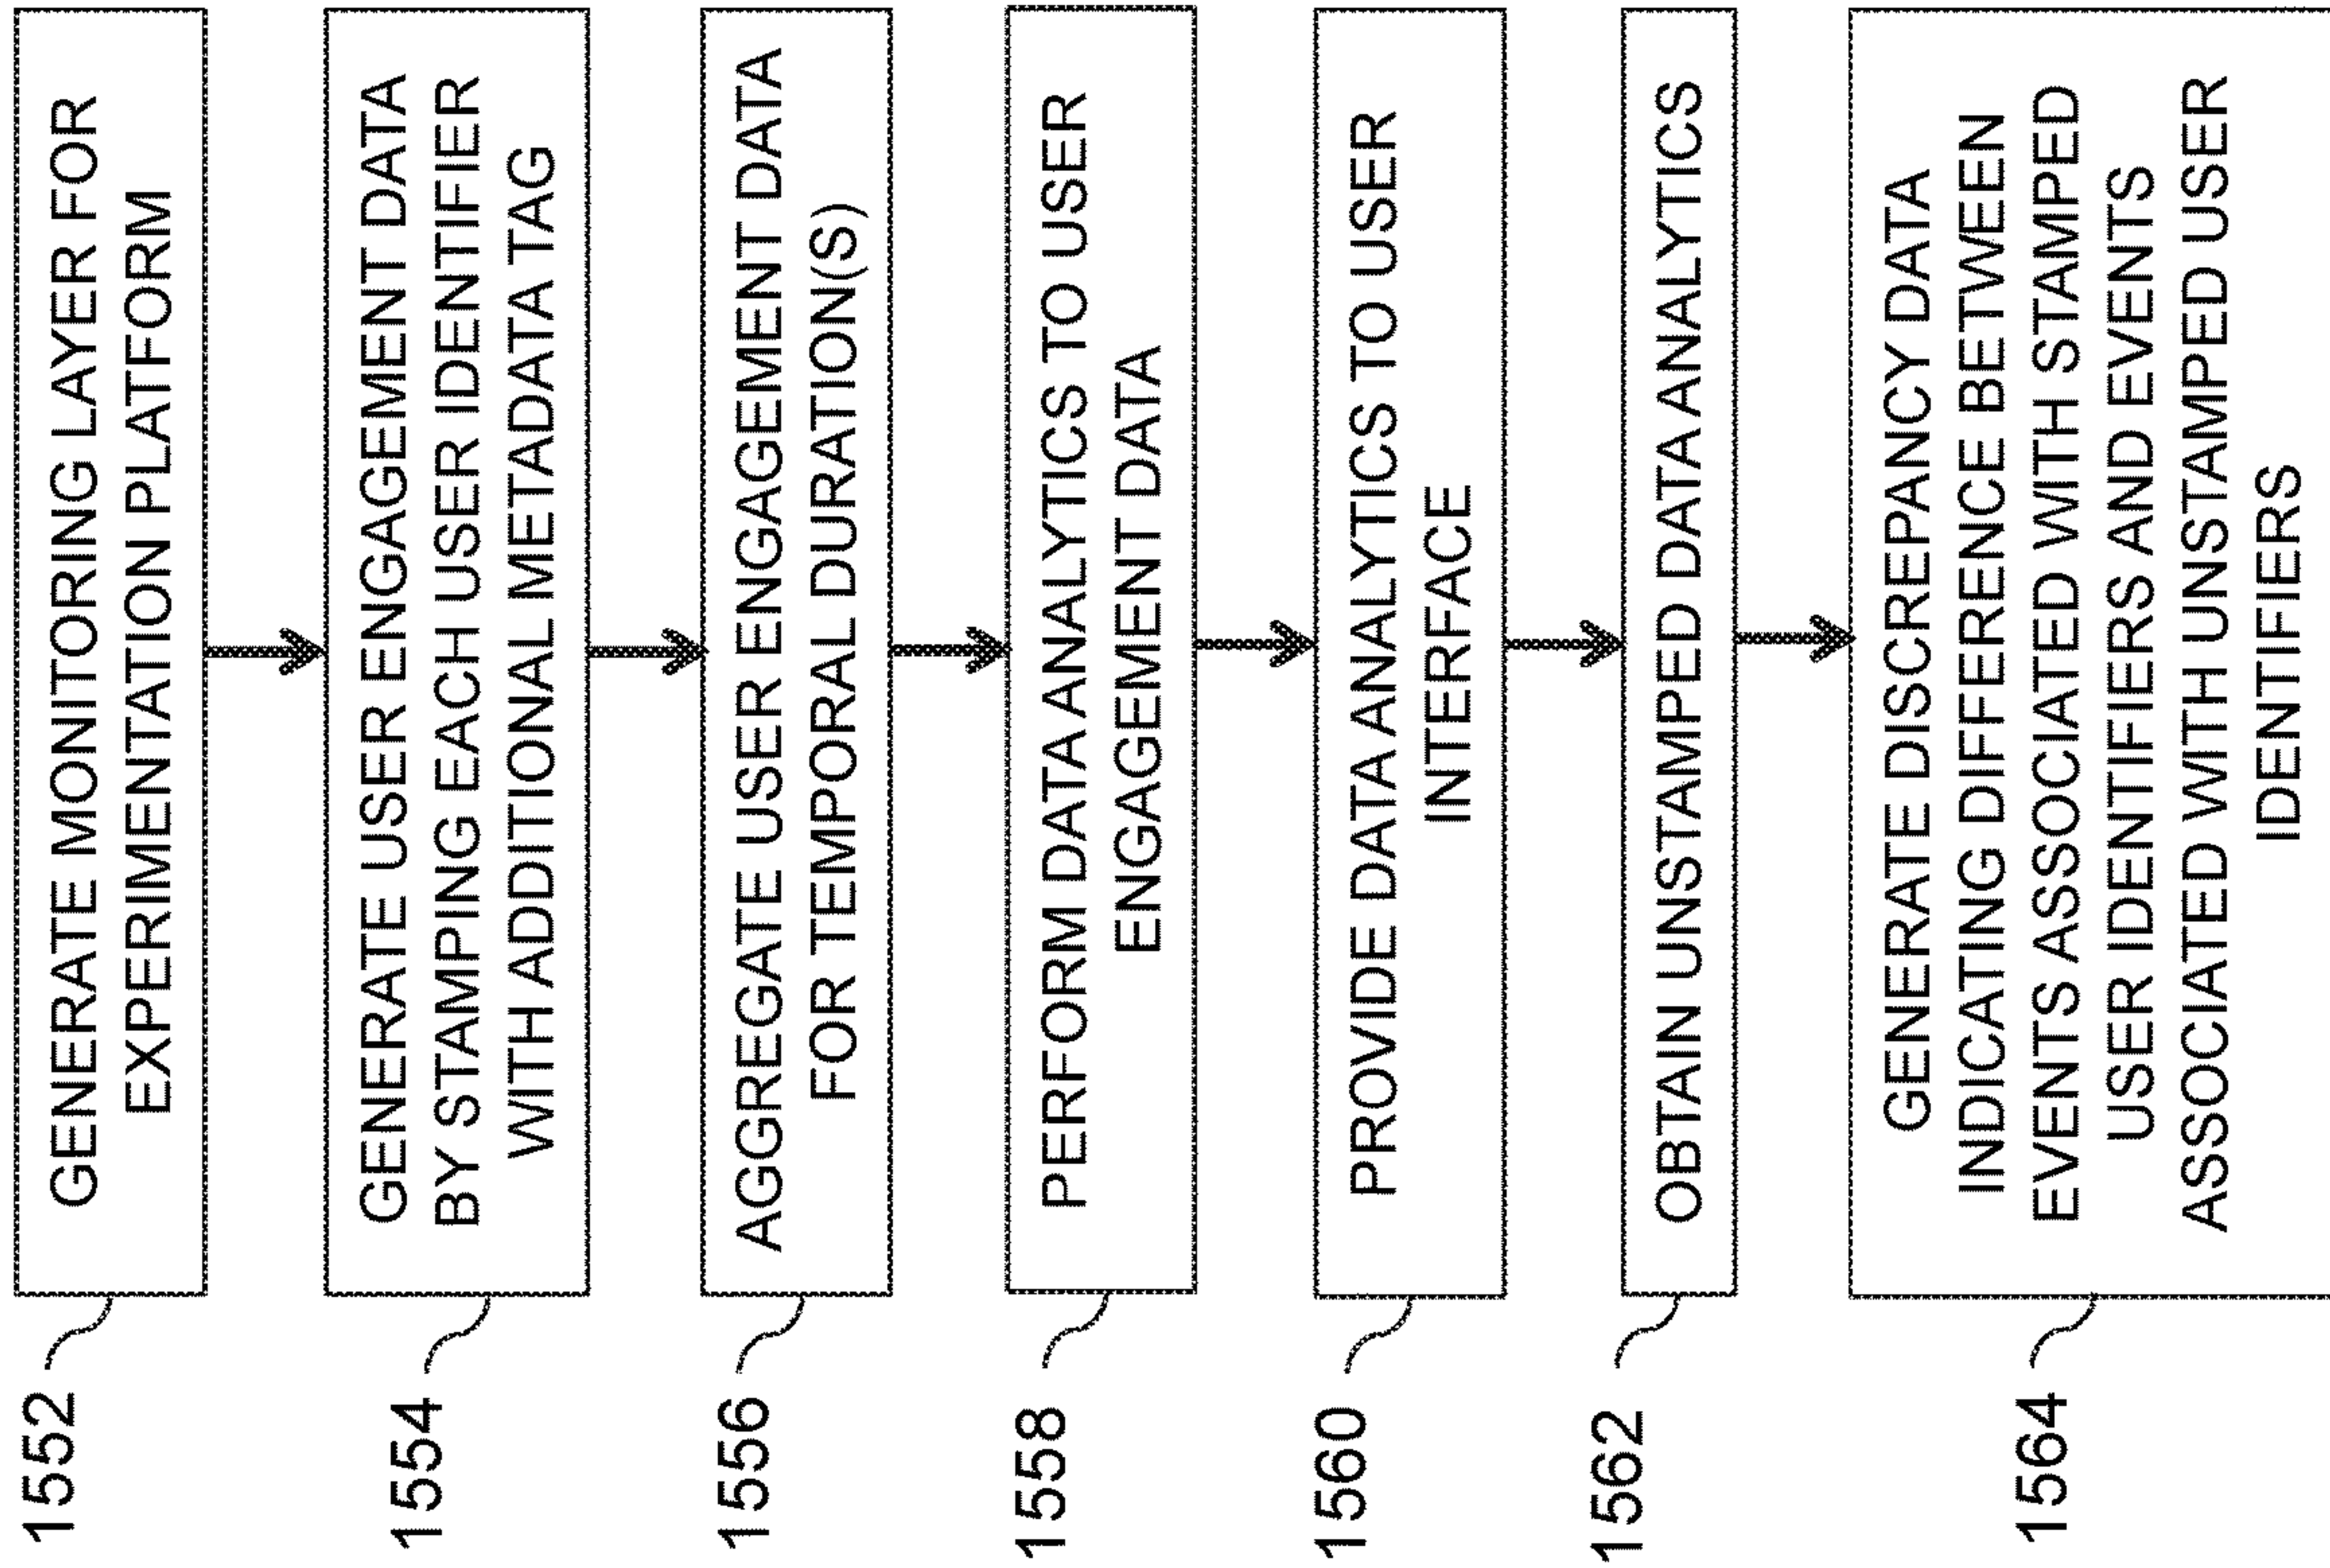 1552
GENERATE MONITORING LAYER FOR
EXPERIMENTATION PLATFORM
1554
GENERATE USER ENGAGEMENT DATA
BY STAMPING EACH USER IDENTIFIER
WITH ADDITIONAL METADATA TAG
1556
AGGREGATE USER ENGAGEMENT DATA
FOR TEMPORAL DURATION(S)
1558
PERFORM DATA ANALYTICS TO USER
ENGAGEMENT DATA
1560
PROVIDE DATA ANALYTICS TO USER
INTERFACE
1562
OBTAIN UNSTAMPED DATA ANALYTICS
1564
GENERATE DISCREPANCY DATA
INDICATING DIFFERENCE BETWEEN
EVENTS ASSOCIATED WITH STAMPED
USER IDENTIFIERS AND EVENTS
ASSOCIATED WITH UNSTAMPED USER
IDENTIFIERS